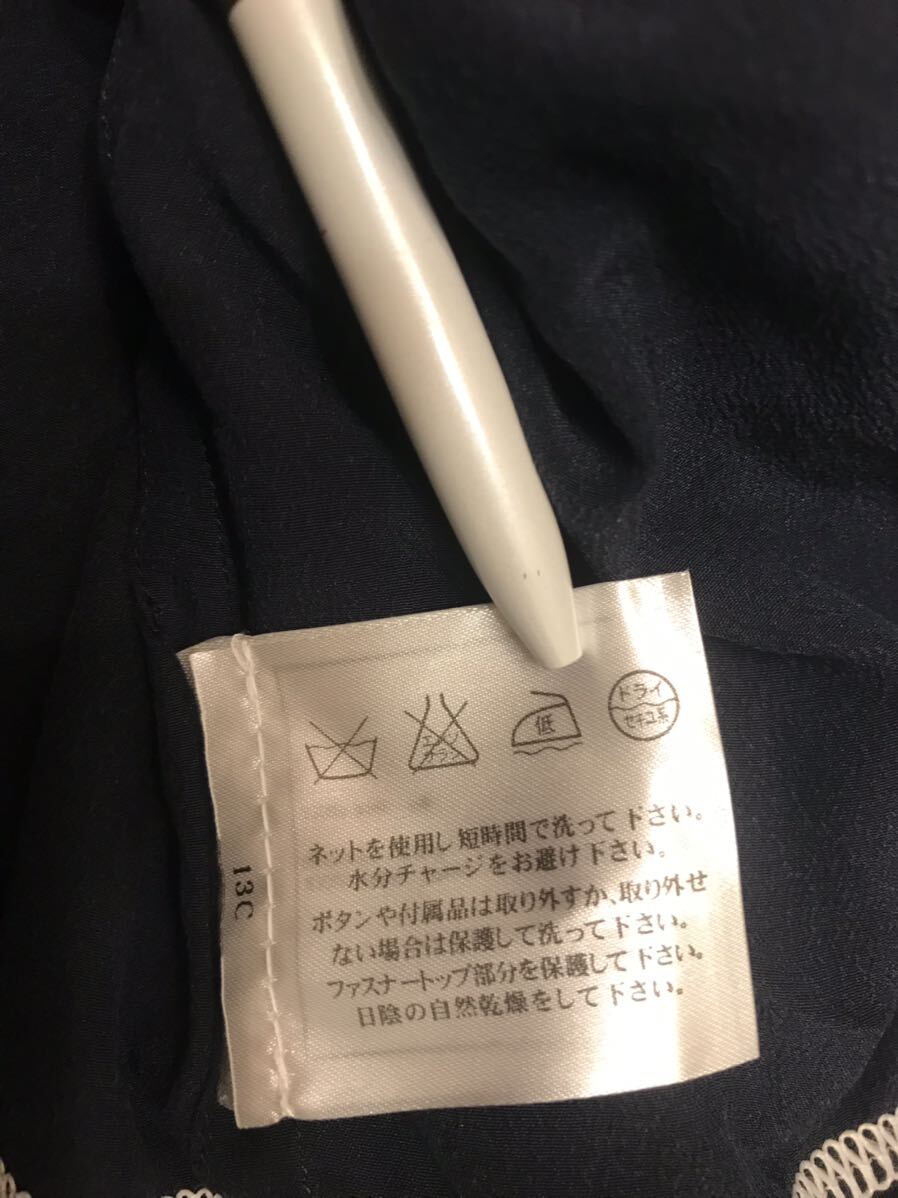 低
ドライ
セキユ系
ネットを使用し短時間で洗って下さい。
水分チャージをお避け下さい。
ボタンや付属品は取り外すか、取り外せ
ない場合は保護して洗って下さい。
ファスナートップ部分を保護して下さい。
日陰の自然乾燥をして下さい。
13C